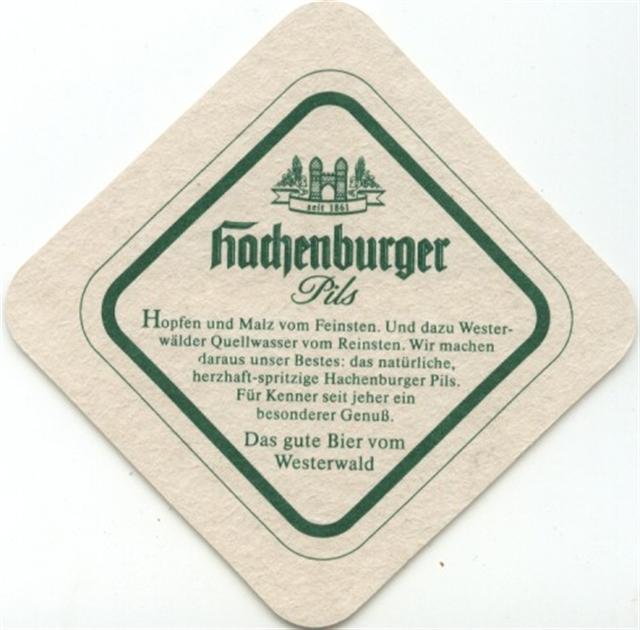 seit 1861
Hachenburger
Pils
Hopfen und Malz vom Feinsten. Und dazu Wester-
wälder Quellwasser vom Reinsten. Wir machen
daraus unser Bestes: das natürliche,
herzhaft-spritzige Hachenburger Pils.
Für Kenner seit jeher ein
besonderer Genuß.
Das gute Bier vom
Westerwald